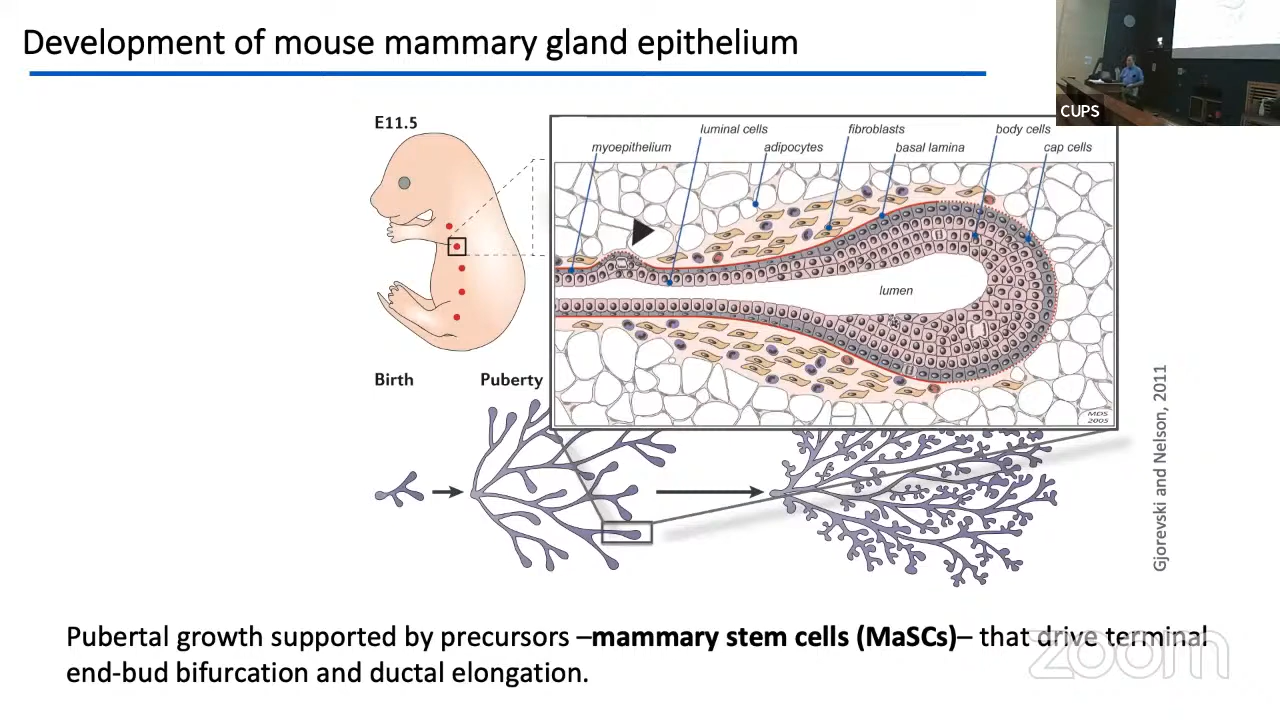 Development of mouse mammary gland epithelium
CUPS
E11.5
luminal cells
fibroblasts
body cells
myoepithelium
adipocytes
basal lamina
cap cells
lumen
MDS
2005
Birth
Puberty
Gjorevski and Nelson, 2011
Pubertal growth supported by precursors –mammary stem cells (MaSCs)– that drive terminal
end-bud bifurcation and ductal elongation.
zoom